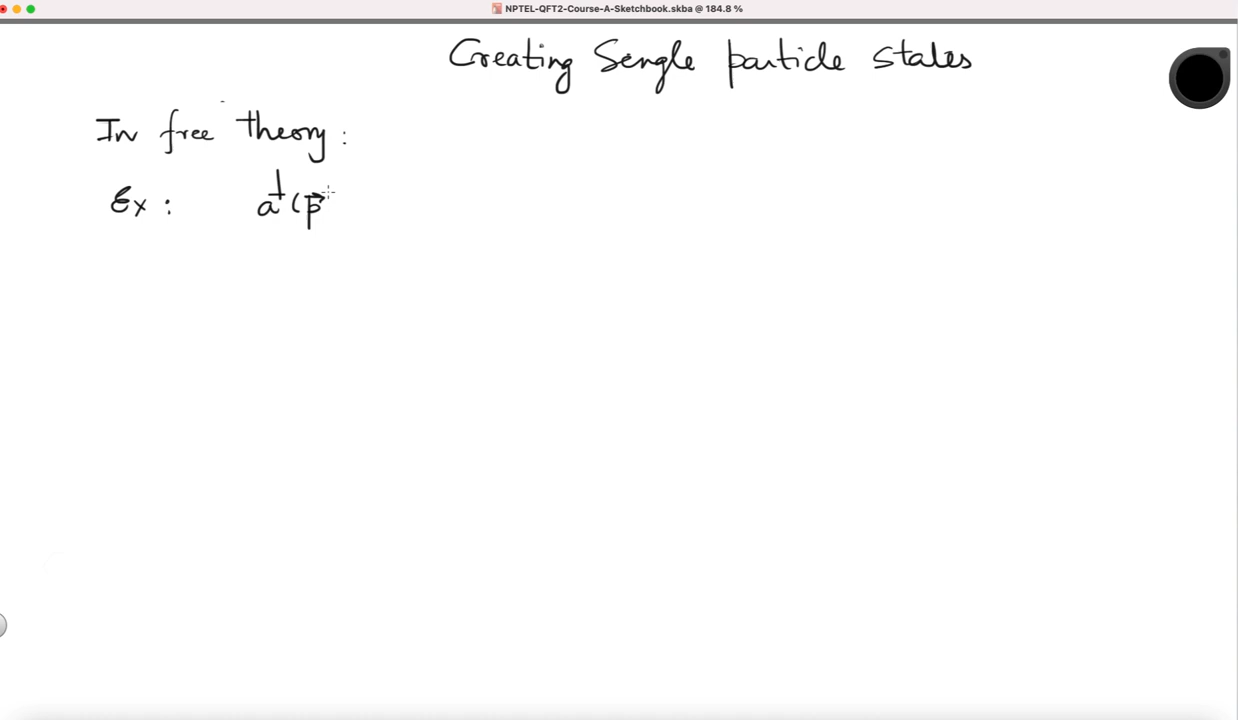 NPTEL-QFT2-Course-A-Sketchbook.skba @ 184.8 %
Creating Single particle states
In free theory :
Ex : a†(p⃗